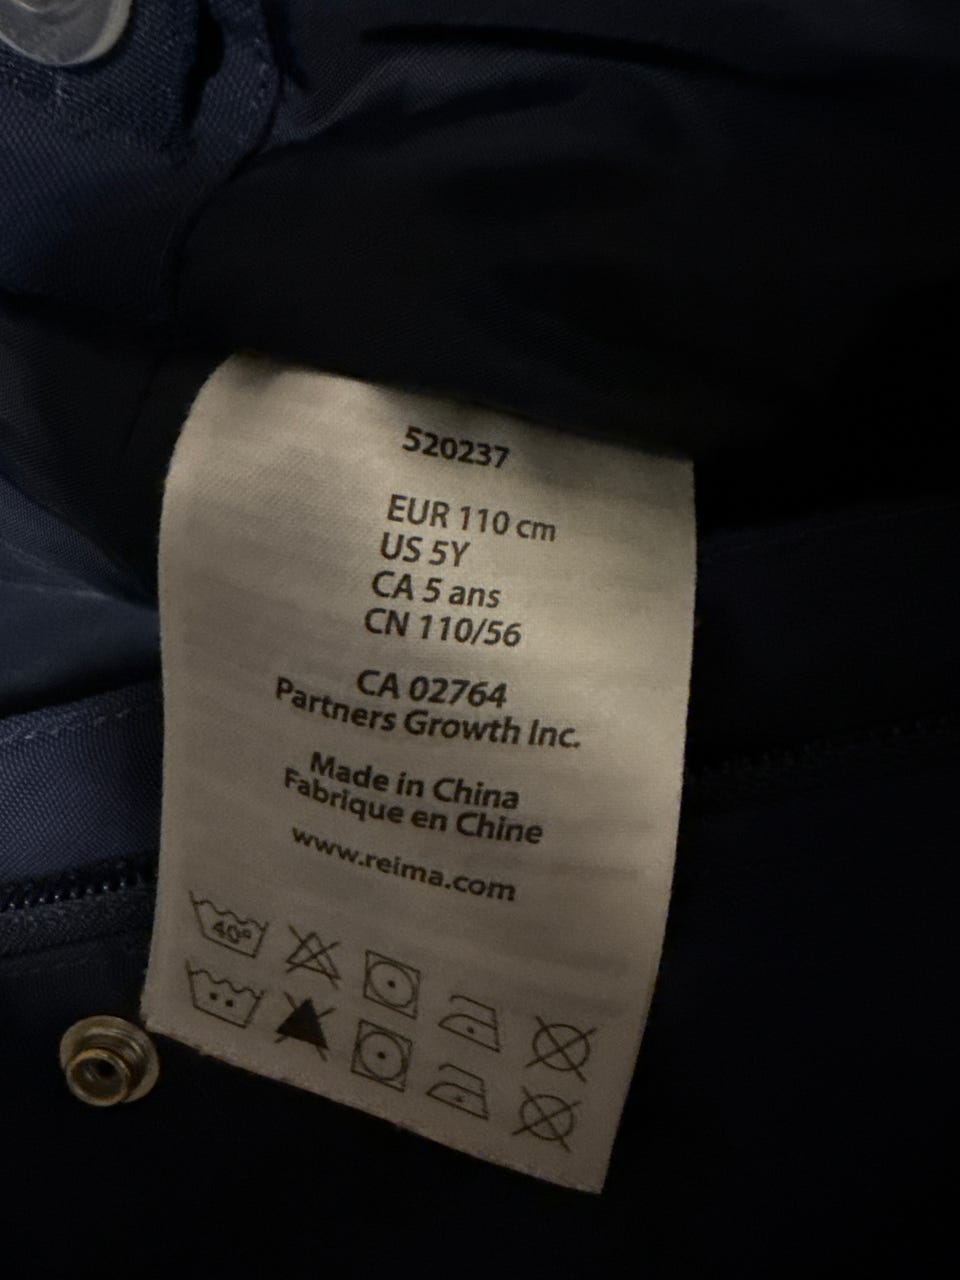 520237
EUR 110 cm
US 5Y
CA 5 ans
CN 110/56
CA 02764
Partners Growth Inc.
Made in China
Fabrique en Chine
www.reima.com
40°